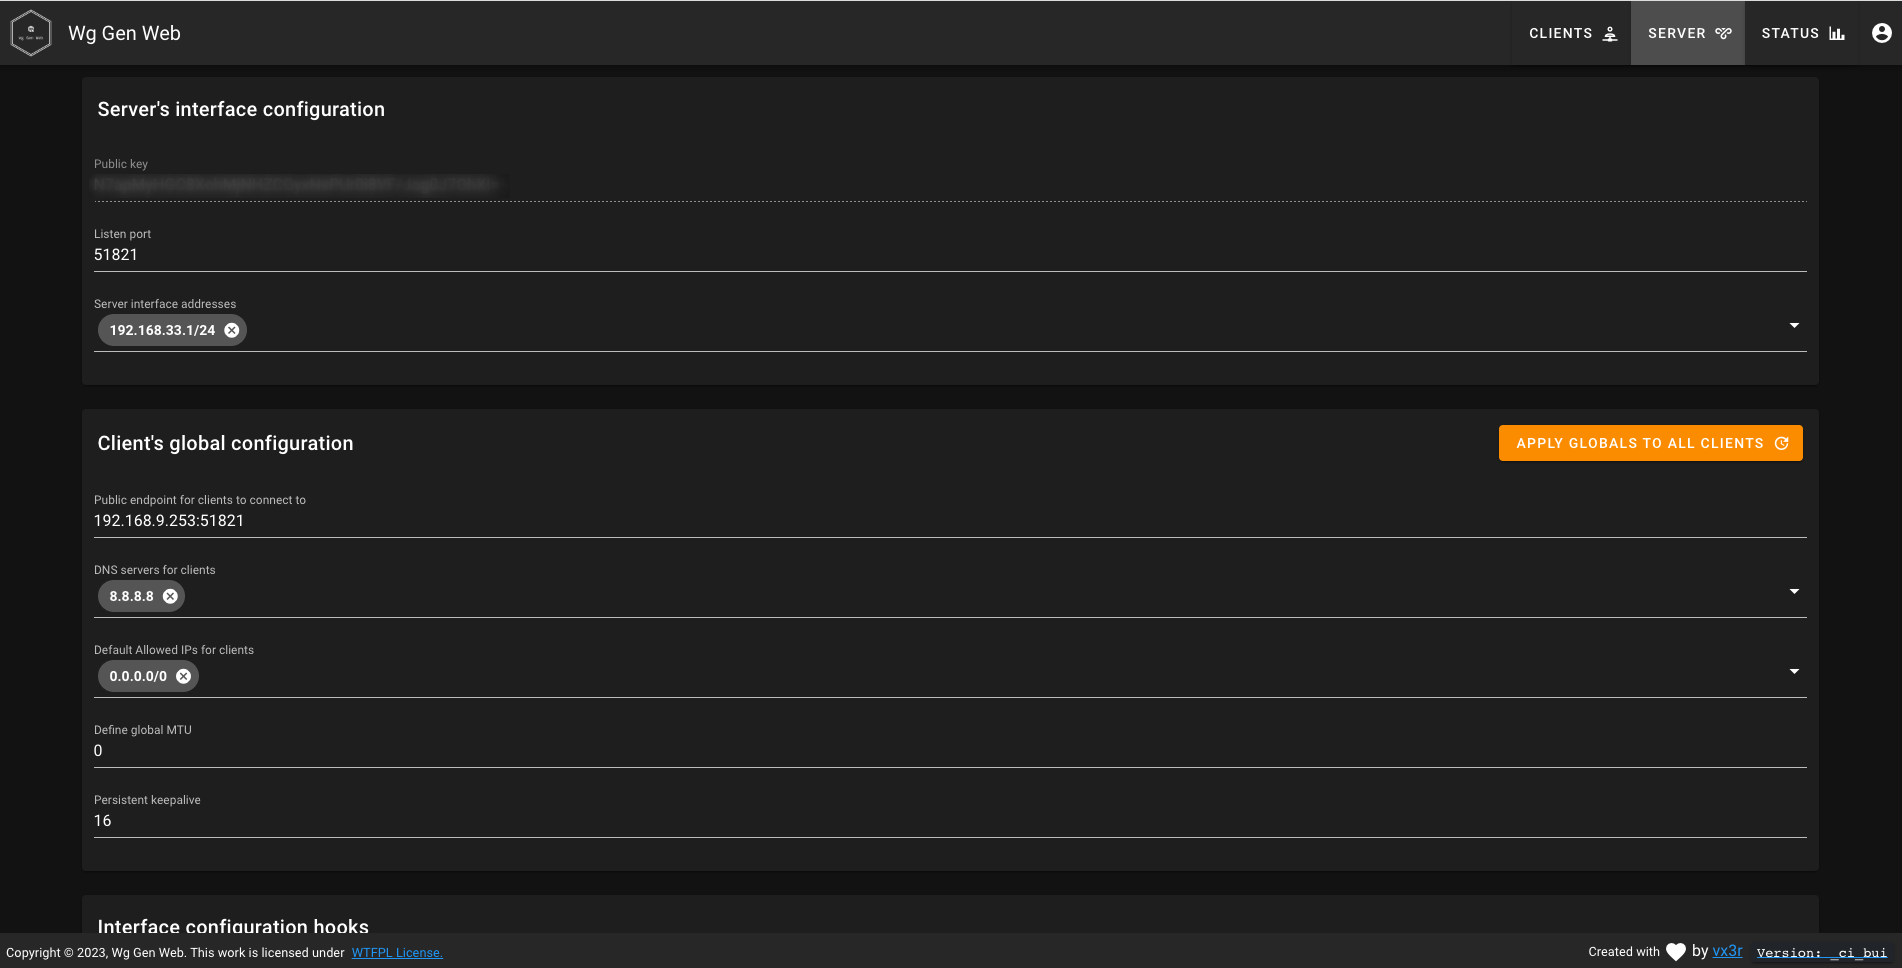 Wg Gen Web
Wg Gen Web CLIENTS SERVER STATUS
Server's interface configuration
Public key
Listen port
51821
Server interface addresses
192.168.33.1/24
Client's global configuration APPLY GLOBALS TO ALL CLIENTS
Public endpoint for clients to connect to
192.168.9.253:51821
DNS servers for clients
8.8.8.8
Default Allowed IPs for clients
0.0.0.0/0
Define global MTU
0
Persistent keepalive
16
Interface configuration hooks
Copyright © 2023, Wg Gen Web. This work is licensed under WTFPL License. Created with by vx3r Version: _ci_bui